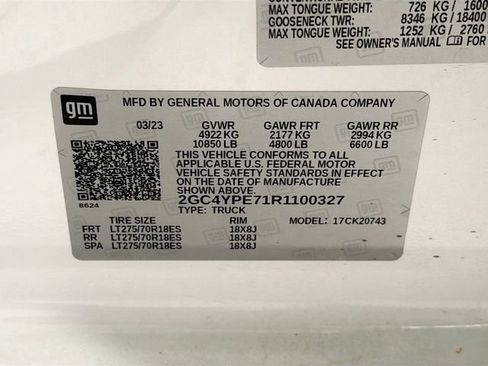 MAX TONGUE WEIGHT: 726 KG / 1600
GOOSENECK TWR: 8346 KG / 18400
MAX TONGUE WEIGHT: 1252 KG / 2760
SEE OWNER'S MANUAL FOR
gm
MFD BY GENERAL MOTORS OF CANADA COMPANY
03/23 GVWR GAWR FRT GAWR RR
4922 KG 2177 KG 2994 KG
10850 LB 4800 LB 6600 LB
THIS VEHICLE CONFORMS TO ALL
APPLICABLE U.S. FEDERAL MOTOR
VEHICLE SAFETY STANDARDS IN EFFECT ON
THE DATE OF MANUFACTURE SHOWN ABOVE.
8624
2GC4YPE71R1100327
TYPE: TRUCK MODEL: 17CK20743
TIRE SIZE RIM
FRT LT275/70R18ES 18X8J
RR LT275/70R18ES 18X8J
SPA LT275/70R18ES 18X8J